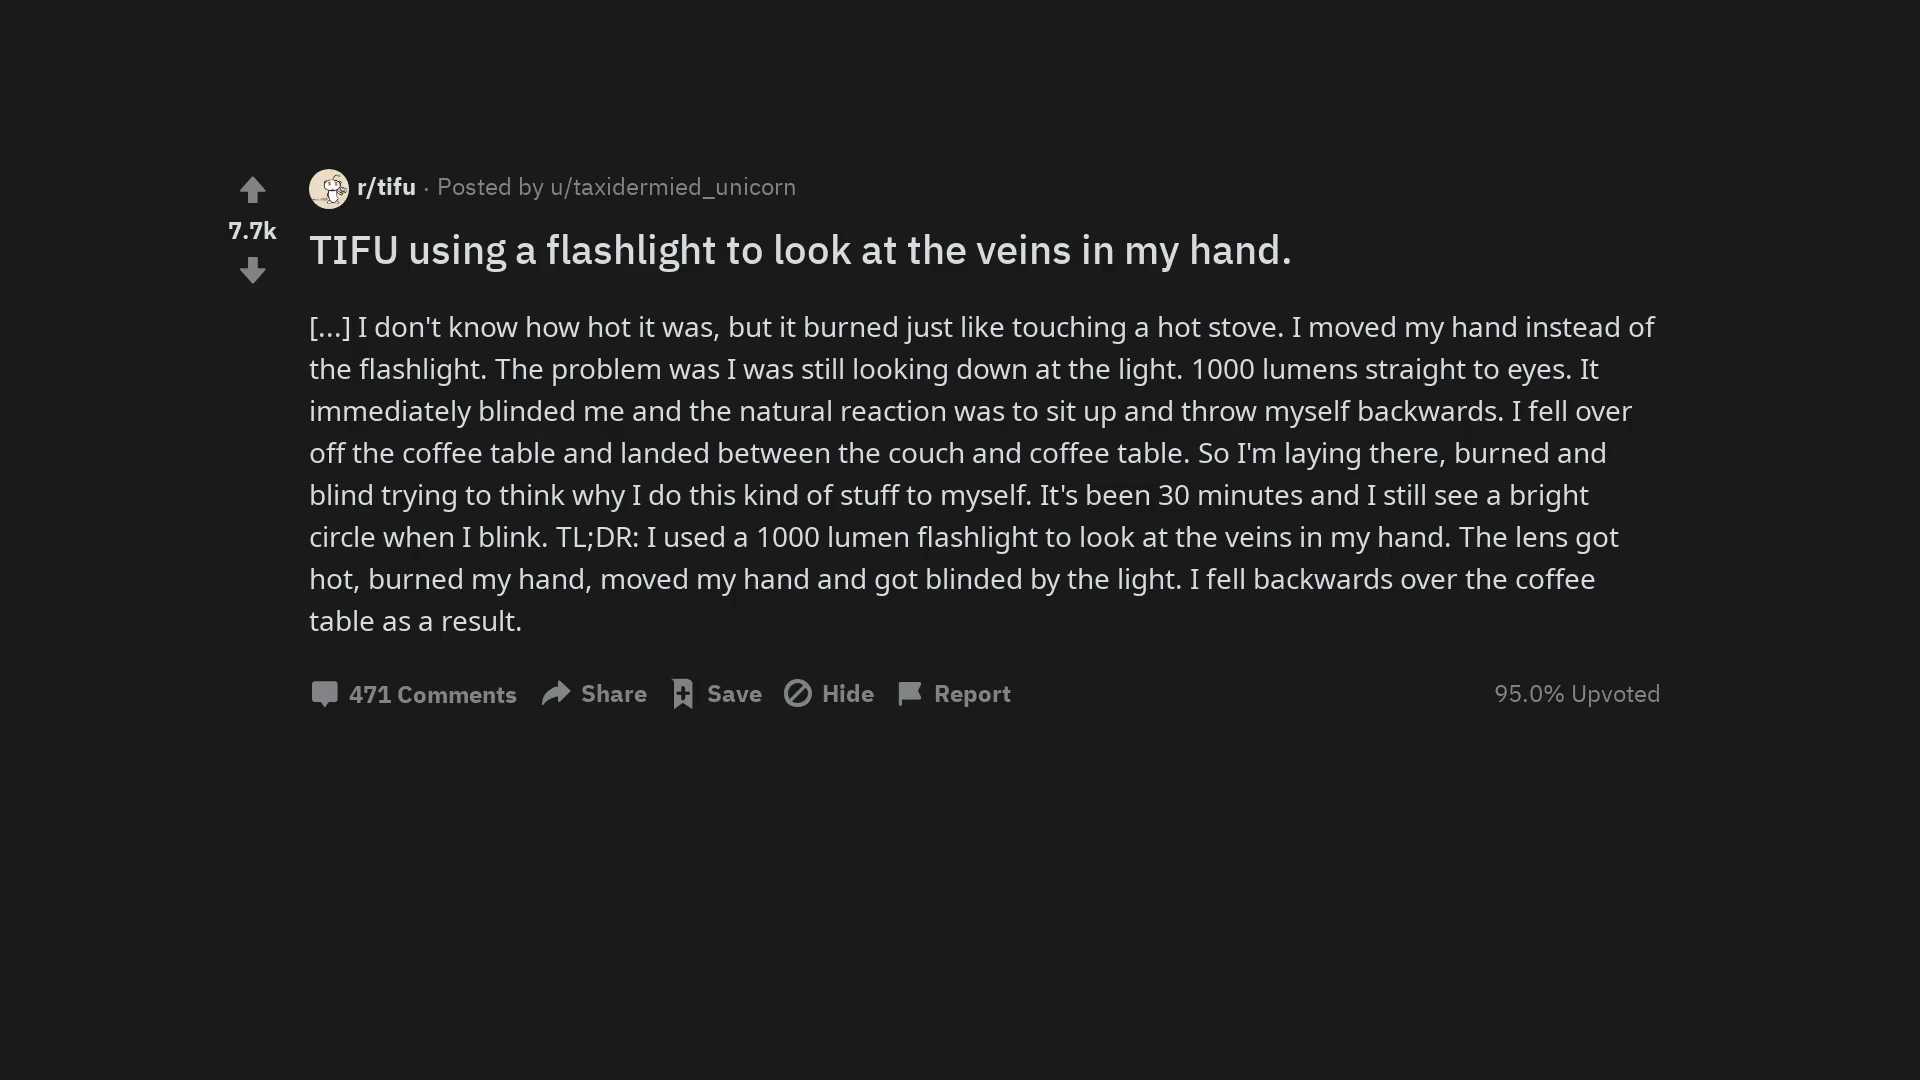 r/tifu · Posted by u/taxidermied_unicorn
7.7k
TIFU using a flashlight to look at the veins in my hand.
[...] I don't know how hot it was, but it burned just like touching a hot stove. I moved my hand instead of
the flashlight. The problem was I was still looking down at the light. 1000 lumens straight to eyes. It
immediately blinded me and the natural reaction was to sit up and throw myself backwards. I fell over
off the coffee table and landed between the couch and coffee table. So I'm laying there, burned and
blind trying to think why I do this kind of stuff to myself. It's been 30 minutes and I still see a bright
circle when I blink. TL;DR: I used a 1000 lumen flashlight to look at the veins in my hand. The lens got
hot, burned my hand, moved my hand and got blinded by the light. I fell backwards over the coffee
table as a result.
471 Comments Share Save Hide Report 95.0% Upvoted